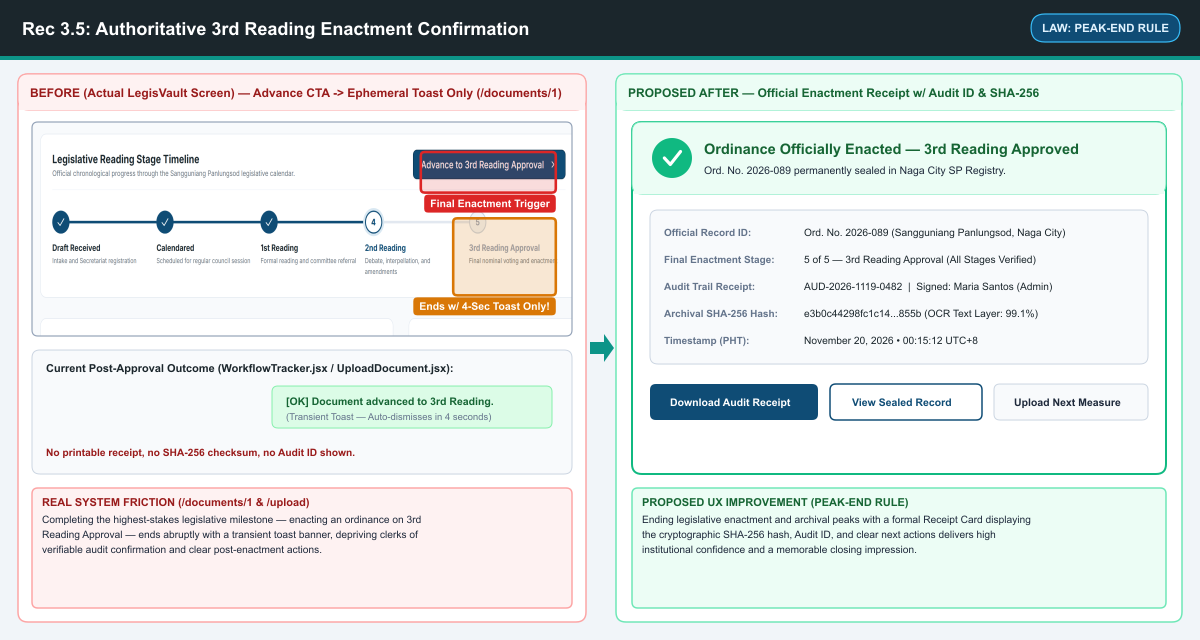 Rec 3.5: Authoritative 3rd Reading Enactment Confirmation
LAW: PEAK-END RULE
BEFORE (Actual LegisVault Screen) — Advance CTA -> Ephemeral Toast Only (/documents/1)
Legislative Reading Stage Timeline
Official chronological progress through the Sangguniang Panlungsod legislative calendar.
Advance to 3rd Reading Approval
Final Enactment Trigger
4
5
Draft Received
Intake and Secretariat registration
Calendared
Scheduled for regular council session
1st Reading
Formal reading and committee referral
2nd Reading
Debate, interpellation, and
amendments
3rd Reading Approval
Final nominal voting and enactment
Ends w/ 4-Sec Toast Only!
Current Post-Approval Outcome (WorkflowTracker.jsx / UploadDocument.jsx):
[OK] Document advanced to 3rd Reading.
(Transient Toast — Auto-dismisses in 4 seconds)
No printable receipt, no SHA-256 checksum, no Audit ID shown.
REAL SYSTEM FRICTION (/documents/1 & /upload)
Completing the highest-stakes legislative milestone — enacting an ordinance on 3rd
Reading Approval — ends abruptly with a transient toast banner, depriving clerks of
verifiable audit confirmation and clear post-enactment actions.
PROPOSED AFTER — Official Enactment Receipt w/ Audit ID & SHA-256
Ordinance Officially Enacted — 3rd Reading Approved
Ord. No. 2026-089 permanently sealed in Naga City SP Registry.
Official Record ID: Ord. No. 2026-089 (Sangguniang Panlungsod, Naga City)
Final Enactment Stage: 5 of 5 — 3rd Reading Approval (All Stages Verified)
Audit Trail Receipt: AUD-2026-1119-0482 | Signed: Maria Santos (Admin)
Archival SHA-256 Hash: e3b0c44298fc1c14...855b (OCR Text Layer: 99.1%)
Timestamp (PHT): November 20, 2026 • 00:15:12 UTC+8
Download Audit Receipt
View Sealed Record
Upload Next Measure
PROPOSED UX IMPROVEMENT (PEAK-END RULE)
Ending legislative enactment and archival peaks with a formal Receipt Card displaying
the cryptographic SHA-256 hash, Audit ID, and clear next actions delivers high
institutional confidence and a memorable closing impression.